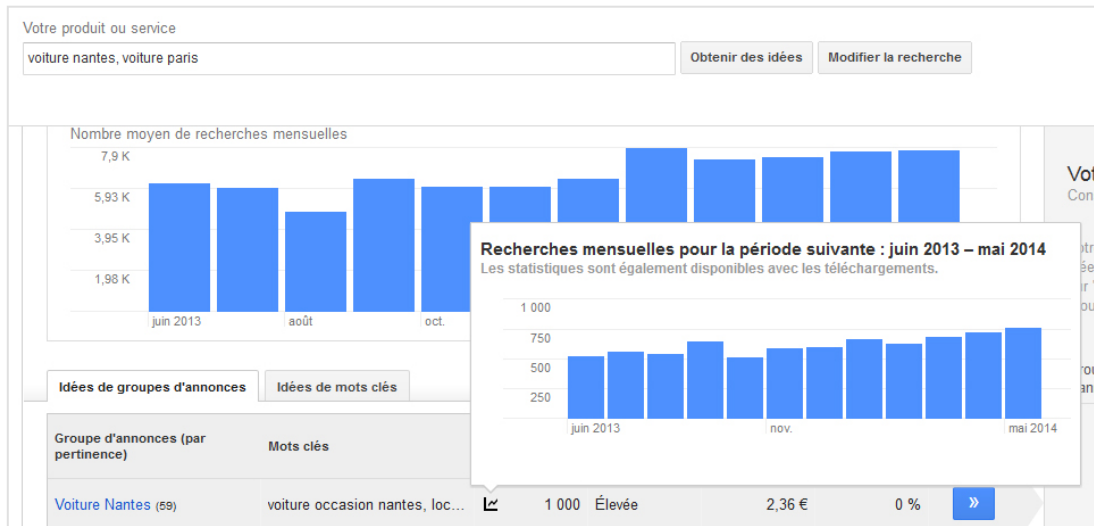 Votre produit ou service
voiture nantes, voiture paris
Obtenir des idées
Modifier la recherche
Nombre moyen de recherches mensuelles
7,9 K
5,93 K
3,95 K
1,98 K
juin 2013
août
oct.
Recherches mensuelles pour la période suivante : juin 2013 – mai 2014
Les statistiques sont également disponibles avec les téléchargements.
1 000
750
500
250
juin 2013
nov.
mai 2014
Idées de groupes d'annonces
Idées de mots clés
Groupe d'annonces (par
pertinence)
Mots clés
Voiture Nantes (59)
voiture occasion nantes, loc...
1 000
Élevée
2,36 €
0 %
»